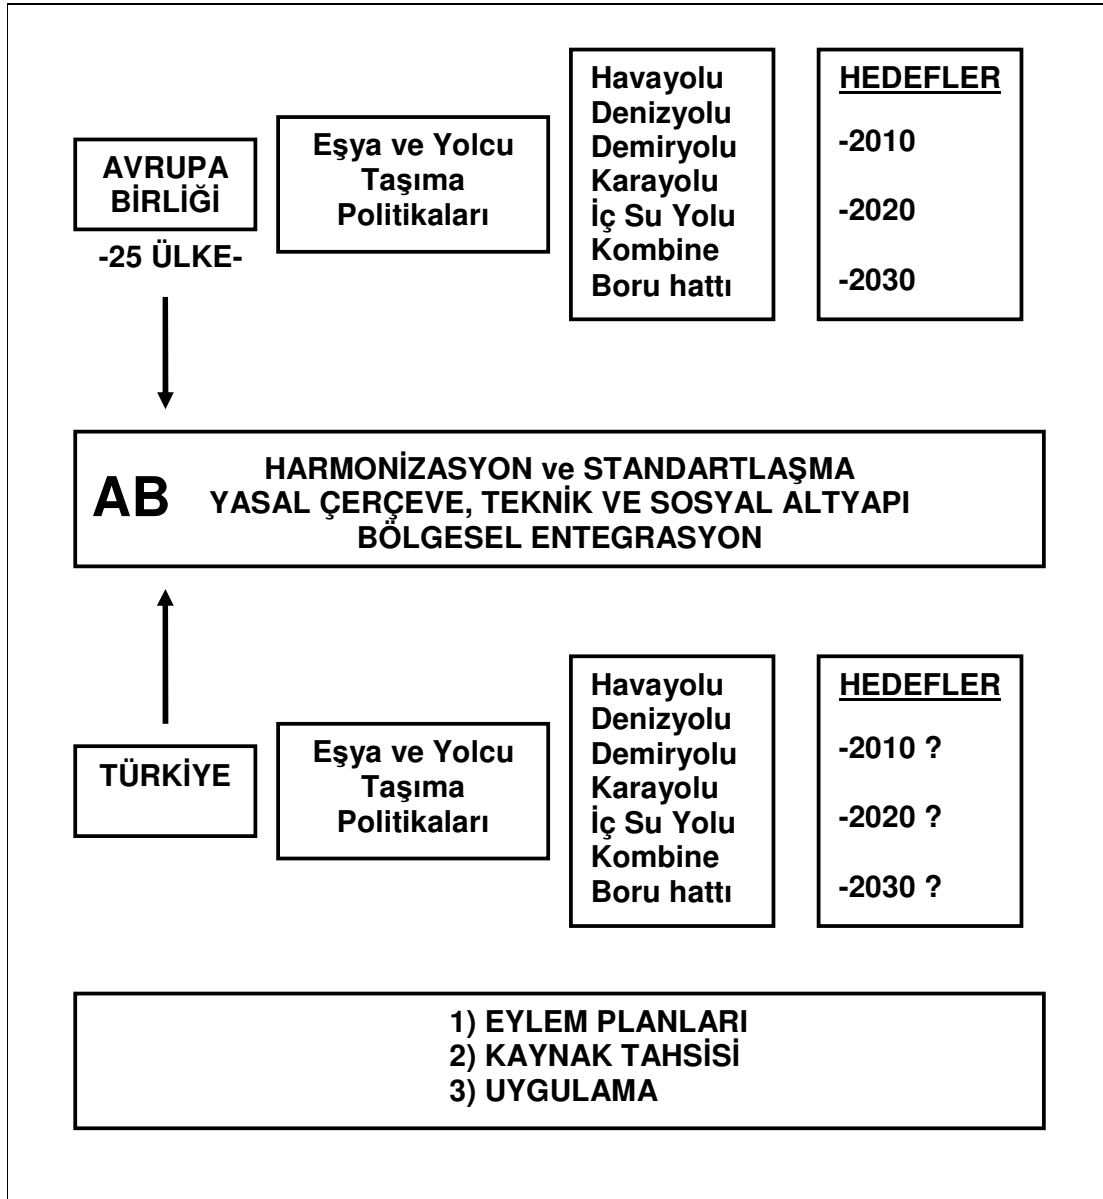 AVRUPA
BİRLİĞİ
-25 ÜLKE-
Eşya ve Yolcu
Taşıma
Politikaları
Havayolu
Denizyolu
Demiryolu
Karayolu
İç Su Yolu
Kombine
Boru hattı
HEDEFLER
-2010
-2020
-2030
AB
HARMONİZASYON ve STANDARTLAŞMA
YASAL ÇERÇEVE, TEKNİK VE SOSYAL ALTYAPI
BÖLGESEL ENTEGRASYON
TÜRKİYE
Eşya ve Yolcu
Taşıma
Politikaları
Havayolu
Denizyolu
Demiryolu
Karayolu
İç Su Yolu
Kombine
Boru hattı
HEDEFLER
-2010 ?
-2020 ?
-2030 ?
1) EYLEM PLANLARI
2) KAYNAK TAHSİSİ
3) UYGULAMA